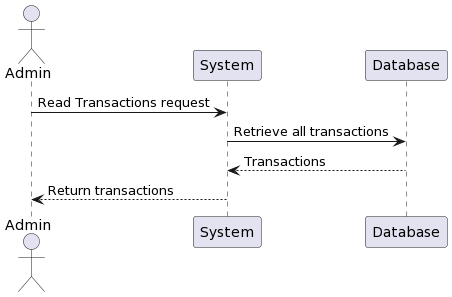 Admin
System
Database
Read Transactions request
Retrieve all transactions
Transactions
Return transactions
Admin
System
Database